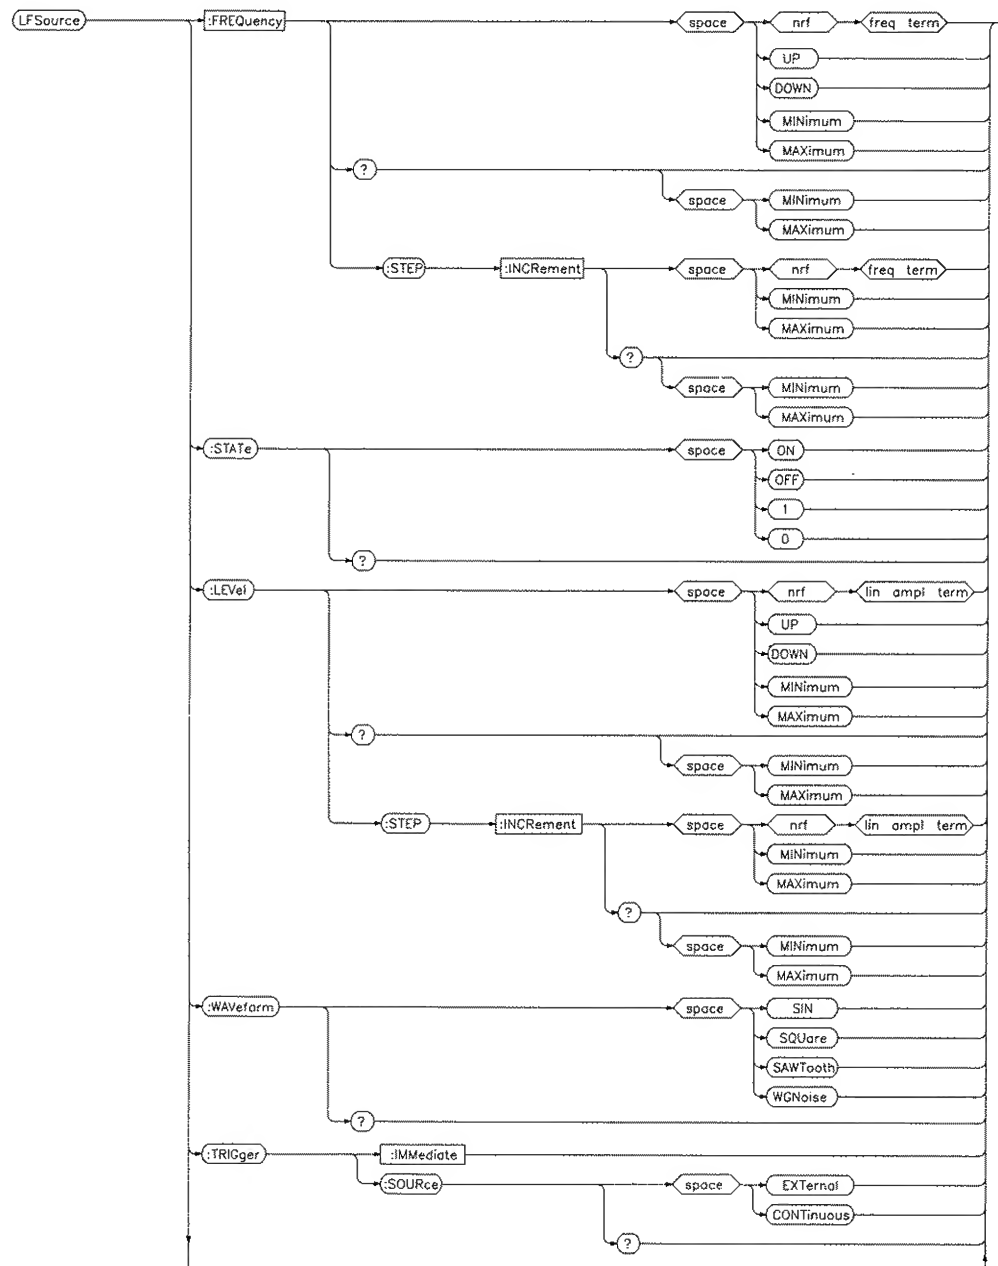 LFSource :FREQuency space nrf freq term
UP
DOWN
MINimum
MAXimum
?
space MINimum
MAXimum
:STEP :INCRement space nrf freq term
MINimum
MAXimum
?
space MINimum
MAXimum
:STATe space ON
OFF
1
0
?
:LEVel space nrf lin ampl term
UP
DOWN
MINimum
MAXimum
?
space MINimum
MAXimum
:STEP :INCRement space nrf lin ampl term
MINimum
MAXimum
?
space MINimum
MAXimum
:WAVeform space SIN
SQUare
SAWTooth
WGNoise
?
:TRIGger :IMMediate
:SOURce space EXTernal
CONTinuous
?